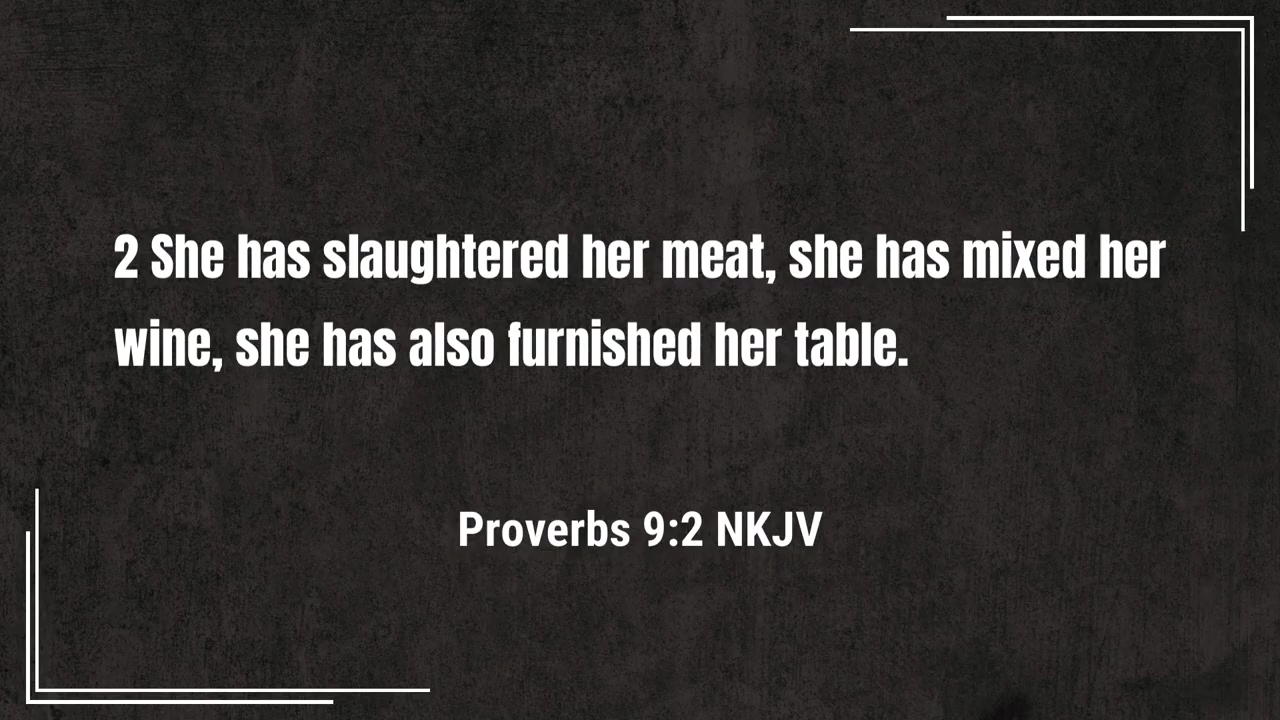 2 She has slaughtered her meat, she has mixed her
wine, she has also furnished her table.
Proverbs 9:2 NKJV